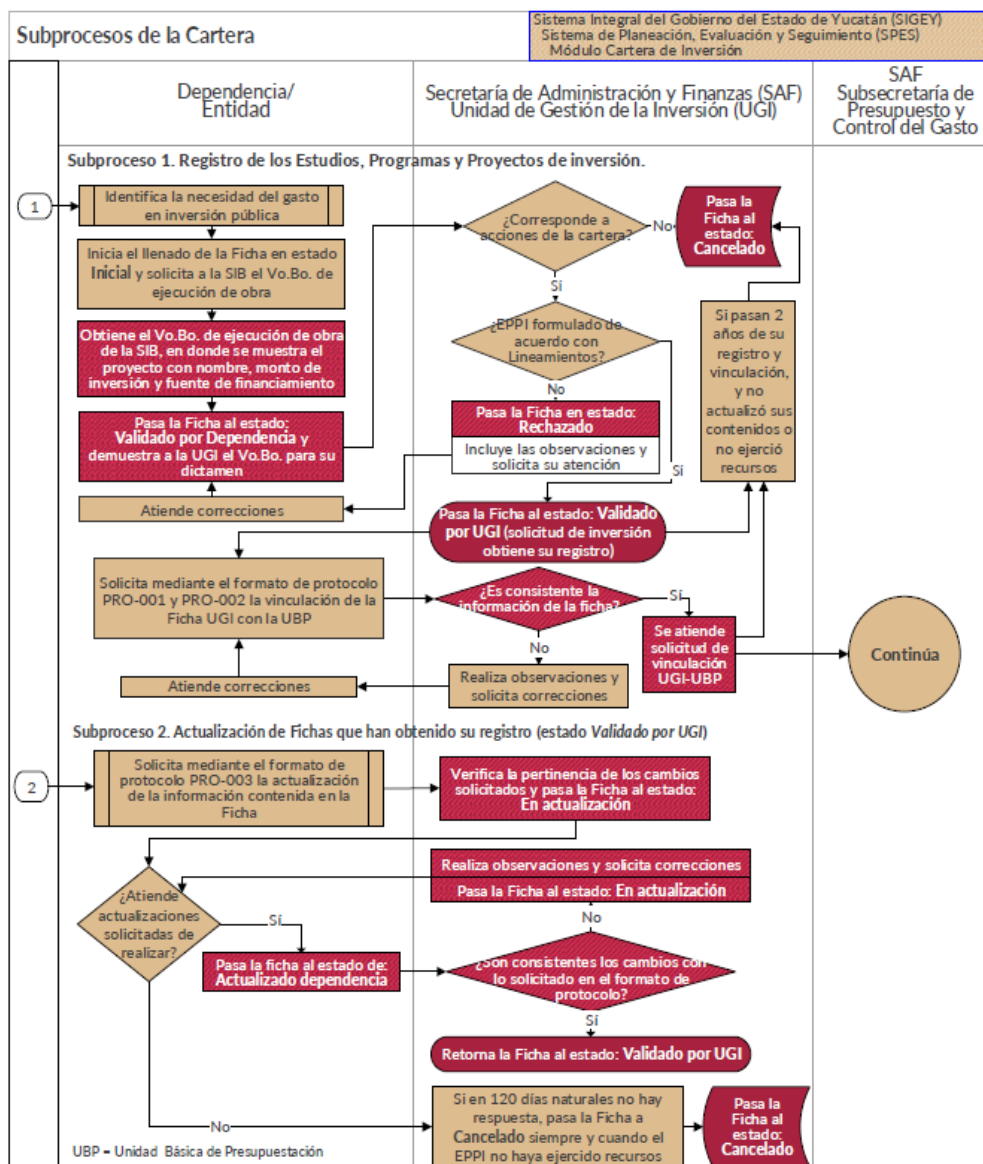 Subprocesos de la Cartera
Sistema Integral del Gobierno del Estado de Yucatán (SIGEY)
Sistema de Planeación, Evaluación y Seguimiento (SPES)
Módulo Cartera de Inversión
Dependencia/
Entidad
Secretaría de Administración y Finanzas (SAF)
Unidad de Gestión de la Inversión (UGI)
SAF
Subsecretaría de
Presupuesto y
Control del Gasto
Subproceso 1. Registro de los Estudios, Programas y Proyectos de inversión.
1
Identifica la necesidad del gasto
en inversión pública
Inicia el llenado de la Ficha en estado
Inicial y solicita a la SIB el Vo.Bo. de
ejecución de obra
Obtiene el Vo.Bo. de ejecución de obra
de la SIB, en donde se muestra el
proyecto con nombre, monto de
inversión y fuente de financiamiento
Pasa la Ficha al estado:
Validado por Dependencia y
demuestra a la UGI el Vo.Bo. para su
dictamen
Atiende correcciones
¿Corresponde a
acciones de la cartera?
No
Pasa la
Ficha al
estado:
Cancelado
Sí
¿EPPI formulado de
acuerdo con
Lineamientos?
No
Pasa la Ficha en estado:
Rechazado
Incluye las observaciones y
solicita su atención
Sí
Si pasan 2
años de su
registro y
vinculación,
y no
actualizó sus
contenidos o
no ejerció
recursos
Pasa la Ficha al estado: Validado
por UGI (solicitud de inversión
obtiene su registro)
Solicita mediante el formato de protocolo
PRO-001 y PRO-002 la vinculación de la
Ficha UGI con la UBP
¿Es consistente la
información de la ficha?
Sí
Se atiende
solicitud de
vinculación
UGI-UBP
Continúa
No
Realiza observaciones y
solicita correcciones
Atiende correcciones
Subproceso 2. Actualización de Fichas que han obtenido su registro (estado Validado por UGI)
2
Solicita mediante el formato de
protocolo PRO-003 la actualización
de la información contenida en la
Ficha
Verifica la pertinencia de los cambios
solicitados y pasa la Ficha al estado:
En actualización
Realiza observaciones y solicita correcciones
Pasa la Ficha al estado: En actualización
¿Atiende
actualizaciones
solicitadas de
realizar?
Sí
Pasa la ficha al estado de:
Actualizado dependencia
No
¿Son consistentes los cambios con
lo solicitado en el formato de
protocolo?
Sí
Retorna la Ficha al estado: Validado por UGI
No
Si en 120 días naturales no hay
respuesta, pasa la Ficha a
Cancelado siempre y cuando el
EPPI no haya ejercido recursos
Pasa la
Ficha al
estado:
Cancelado
UBP = Unidad Básica de Presupuestación